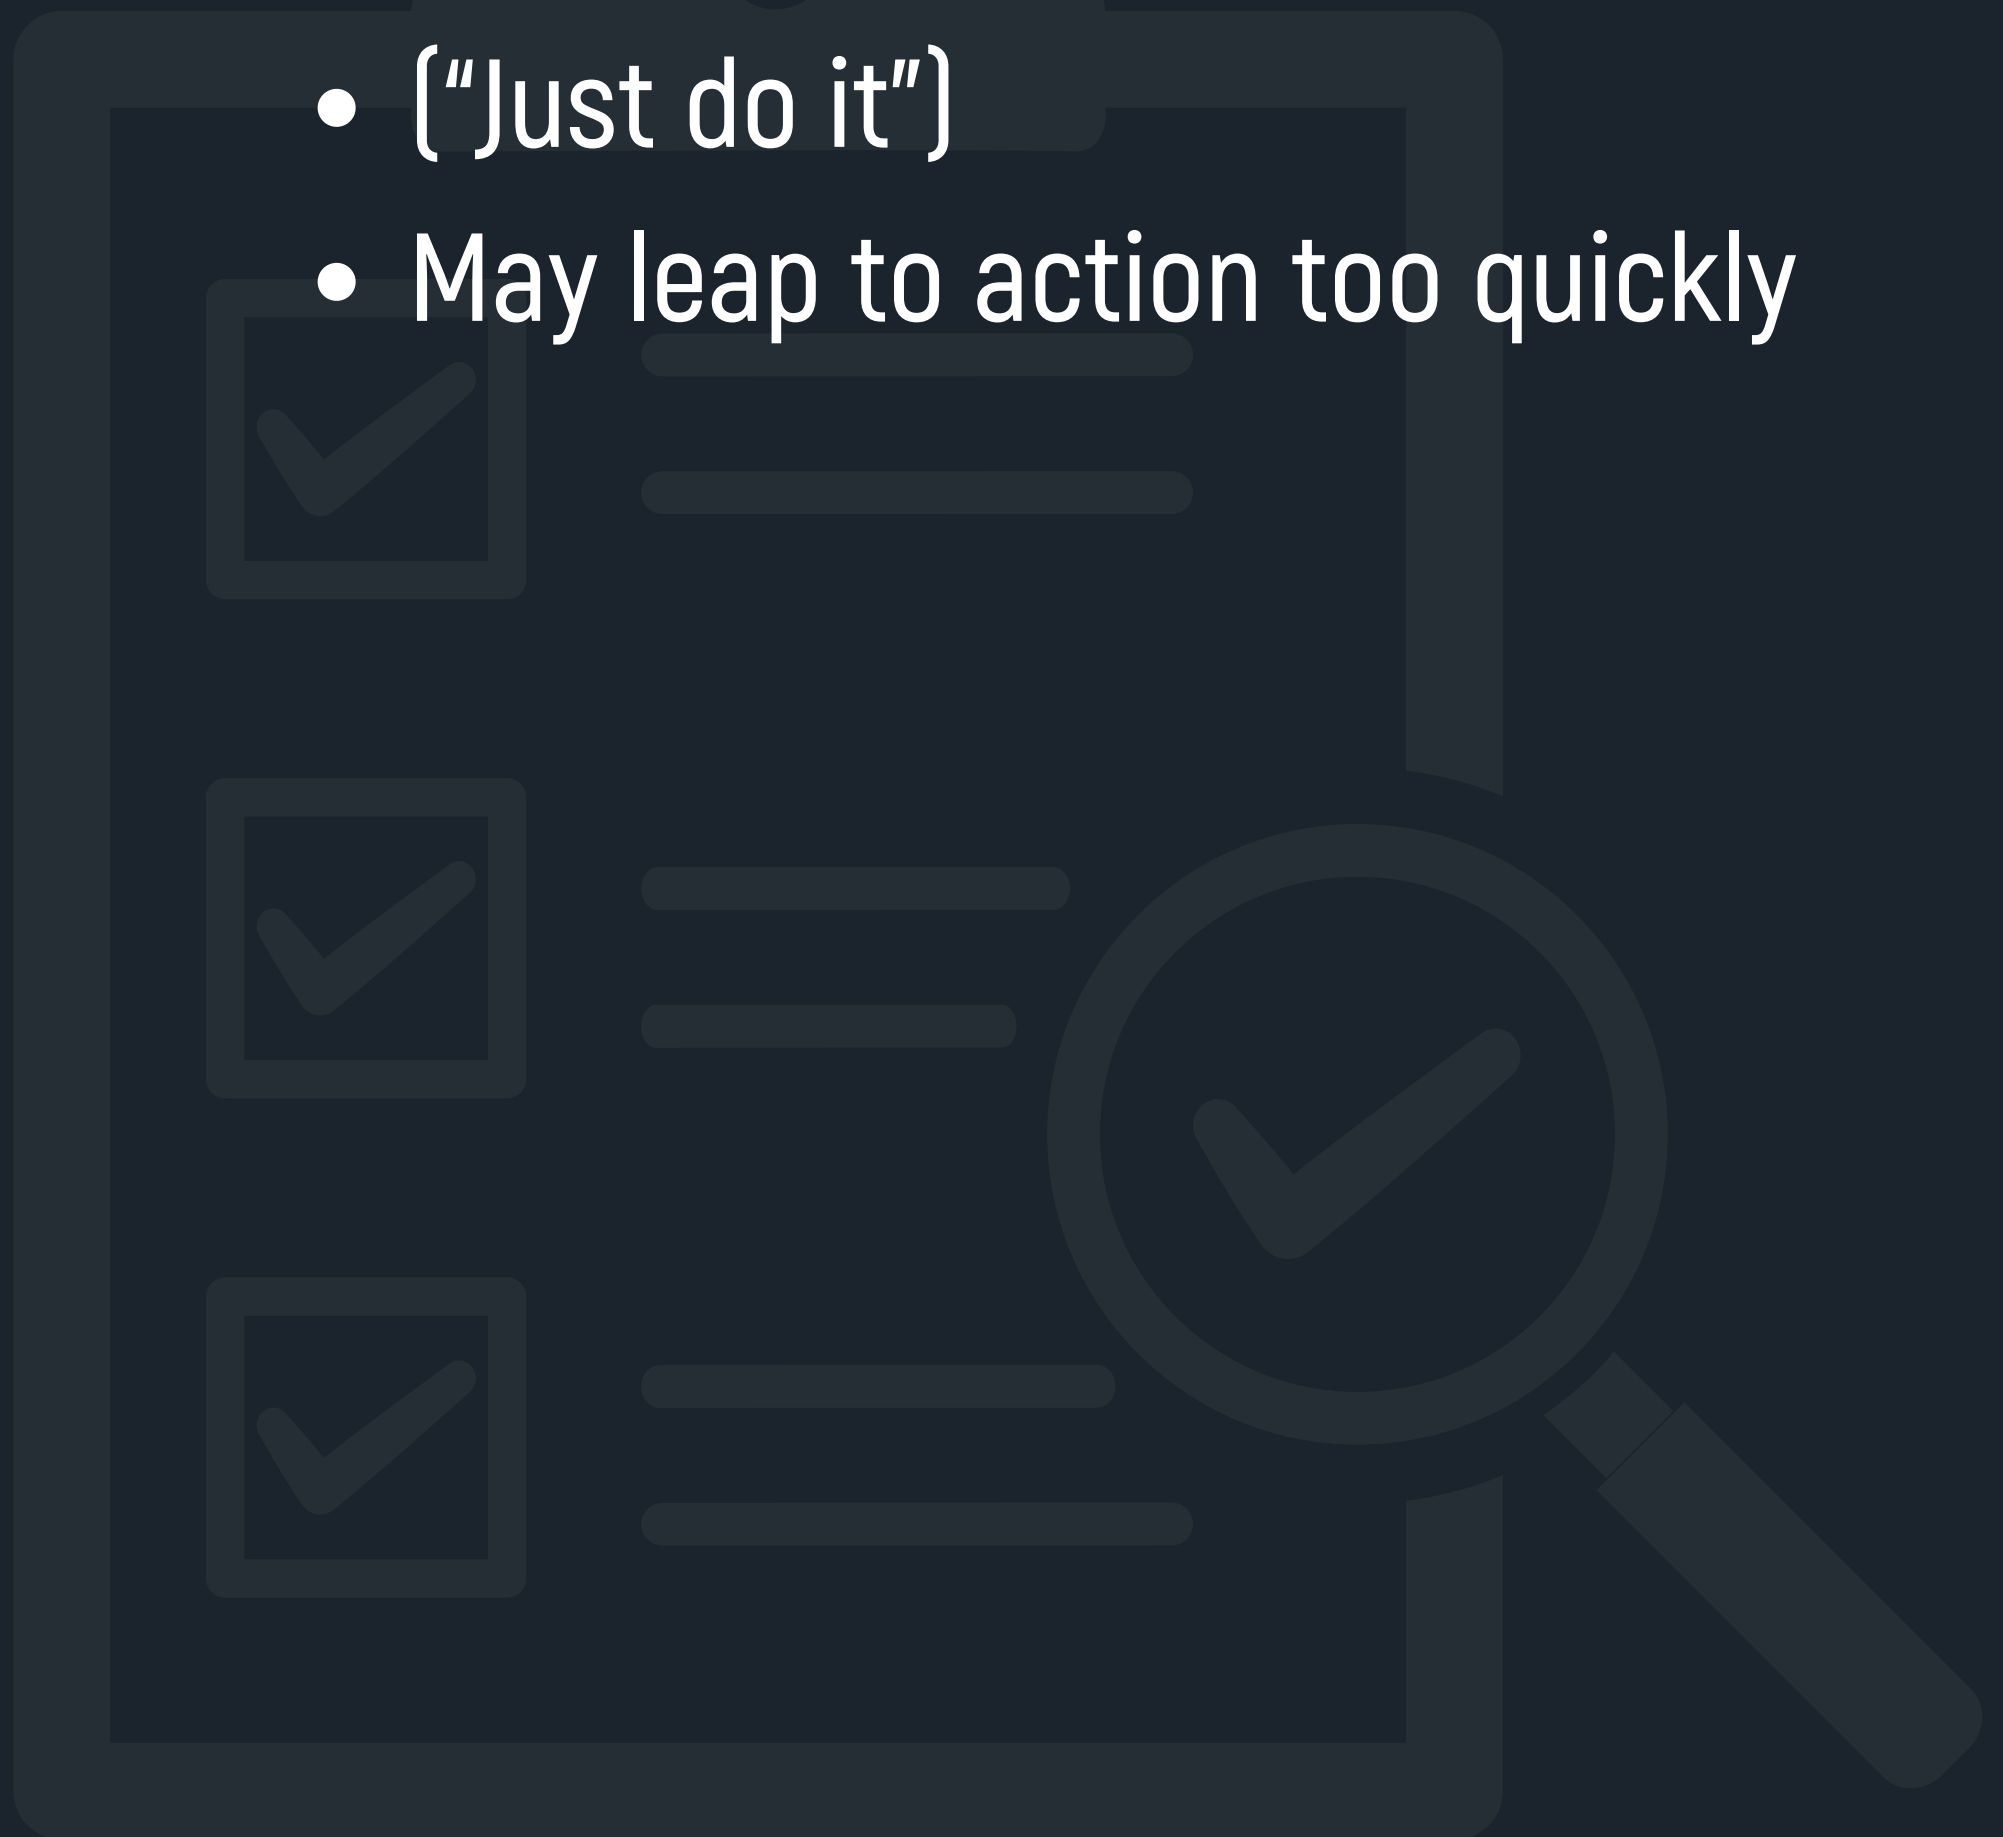 • (“Just do it”)
• May leap to action too quickly